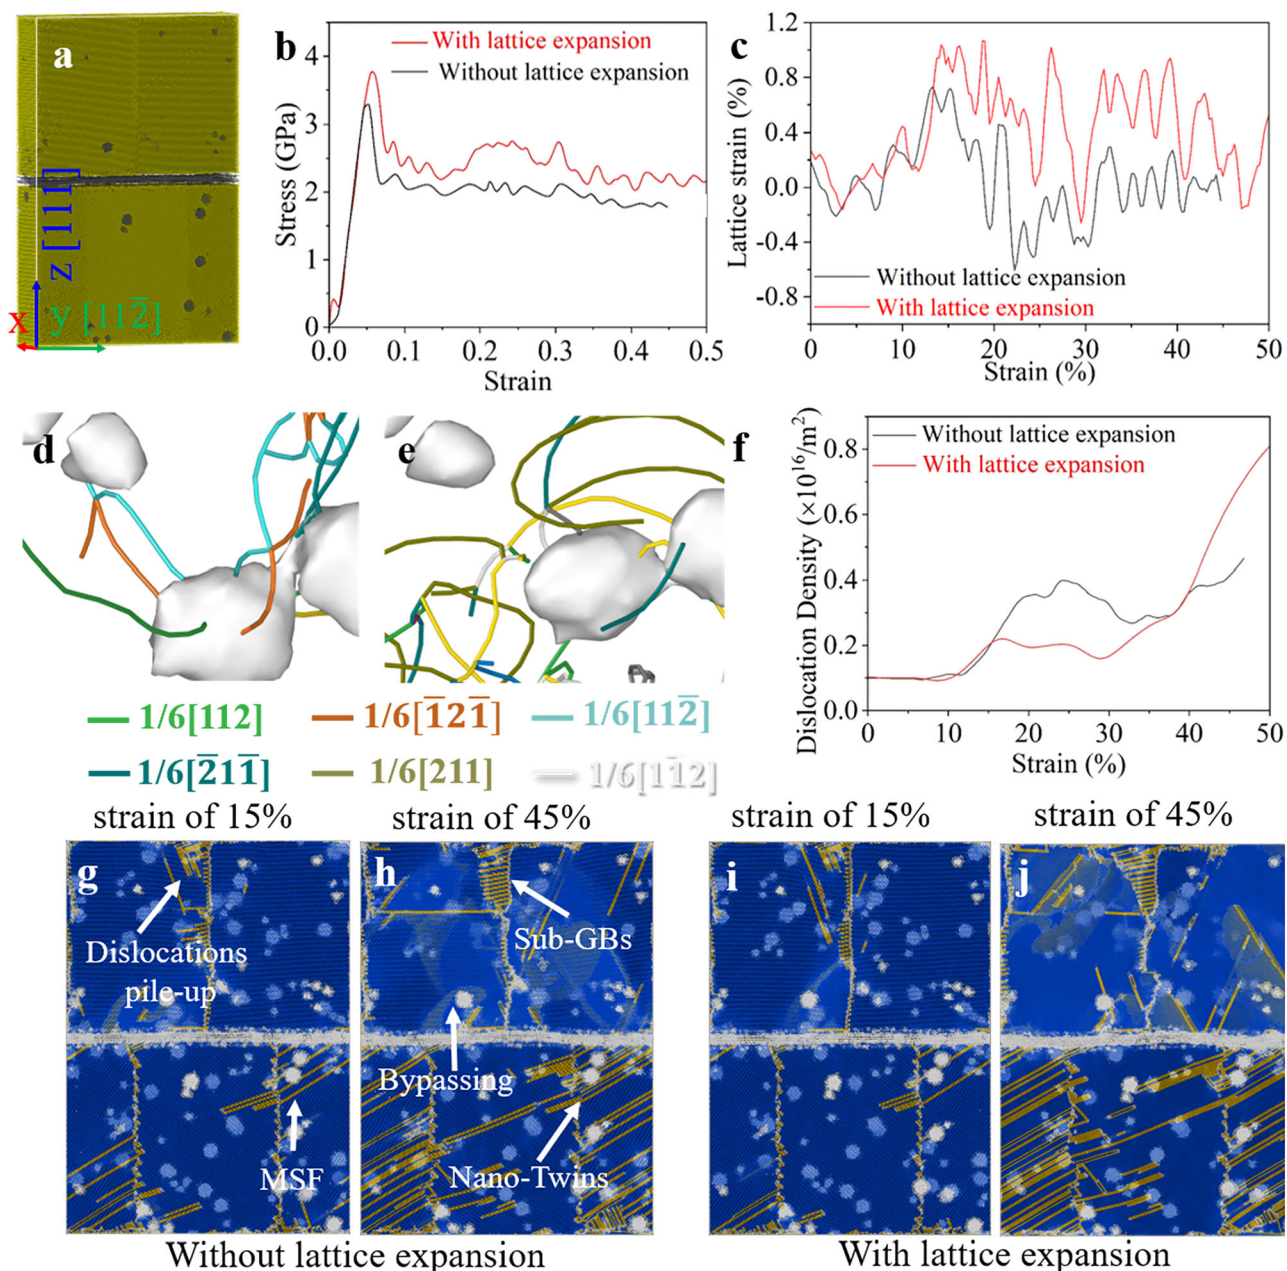 a
z [111]
x
y [112̅]
b
With lattice expansion
Without lattice expansion
Stress (GPa)
4
3
2
1
0
0.0
0.1
0.2
0.3
0.4
0.5
Strain
c
Lattice strain (%)
1.2
0.8
0.4
0.0
-0.4
-0.8
Without lattice expansion
With lattice expansion
0
10
20
30
40
50
Strain (%)
d
e
1/6[112]
1/6[1̅21̅]
1/6[112̅]
1/6[2̅11̅]
1/6[211]
1/6[11̅2]
f
Without lattice expansion
With lattice expansion
Dislocation Density (×10¹⁶/m²)
0.8
0.6
0.4
0.2
0.0
0
10
20
30
40
50
Strain (%)
strain of 15%
strain of 45%
strain of 15%
strain of 45%
g
Dislocations
pile-up
MSF
h
Sub-GBs
Bypassing
Nano-Twins
i
j
Without lattice expansion
With lattice expansion